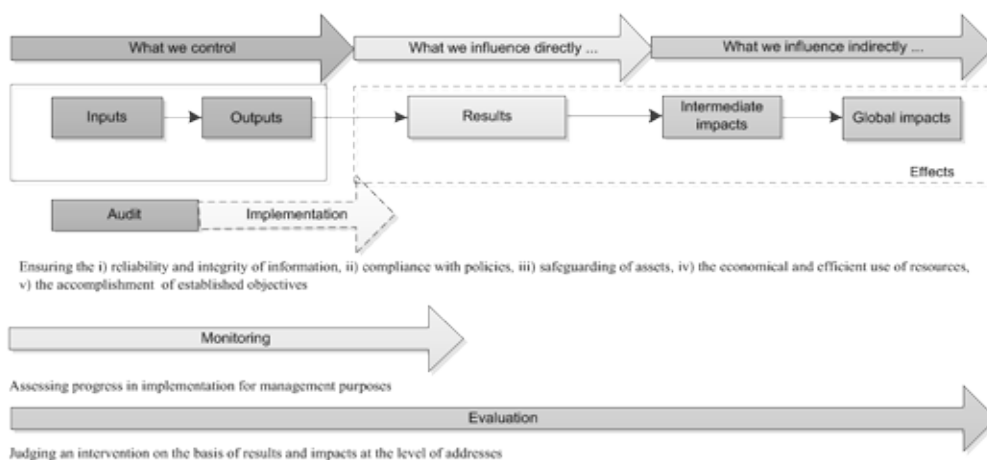 What we control
What we influence directly ...
What we influence indirectly ...
Inputs
Outputs
Results
Intermediate
impacts
Global impacts
Effects
Audit
Implementation
Ensuring the i) reliability and integrity of information, ii) compliance with policies, iii) safeguarding of assets, iv) the economical and efficient use of resources,
v) the accomplishment of established objectives
Monitoring
Assessing progress in implementation for management purposes
Evaluation
Judging an intervention on the basis of results and impacts at the level of addresses